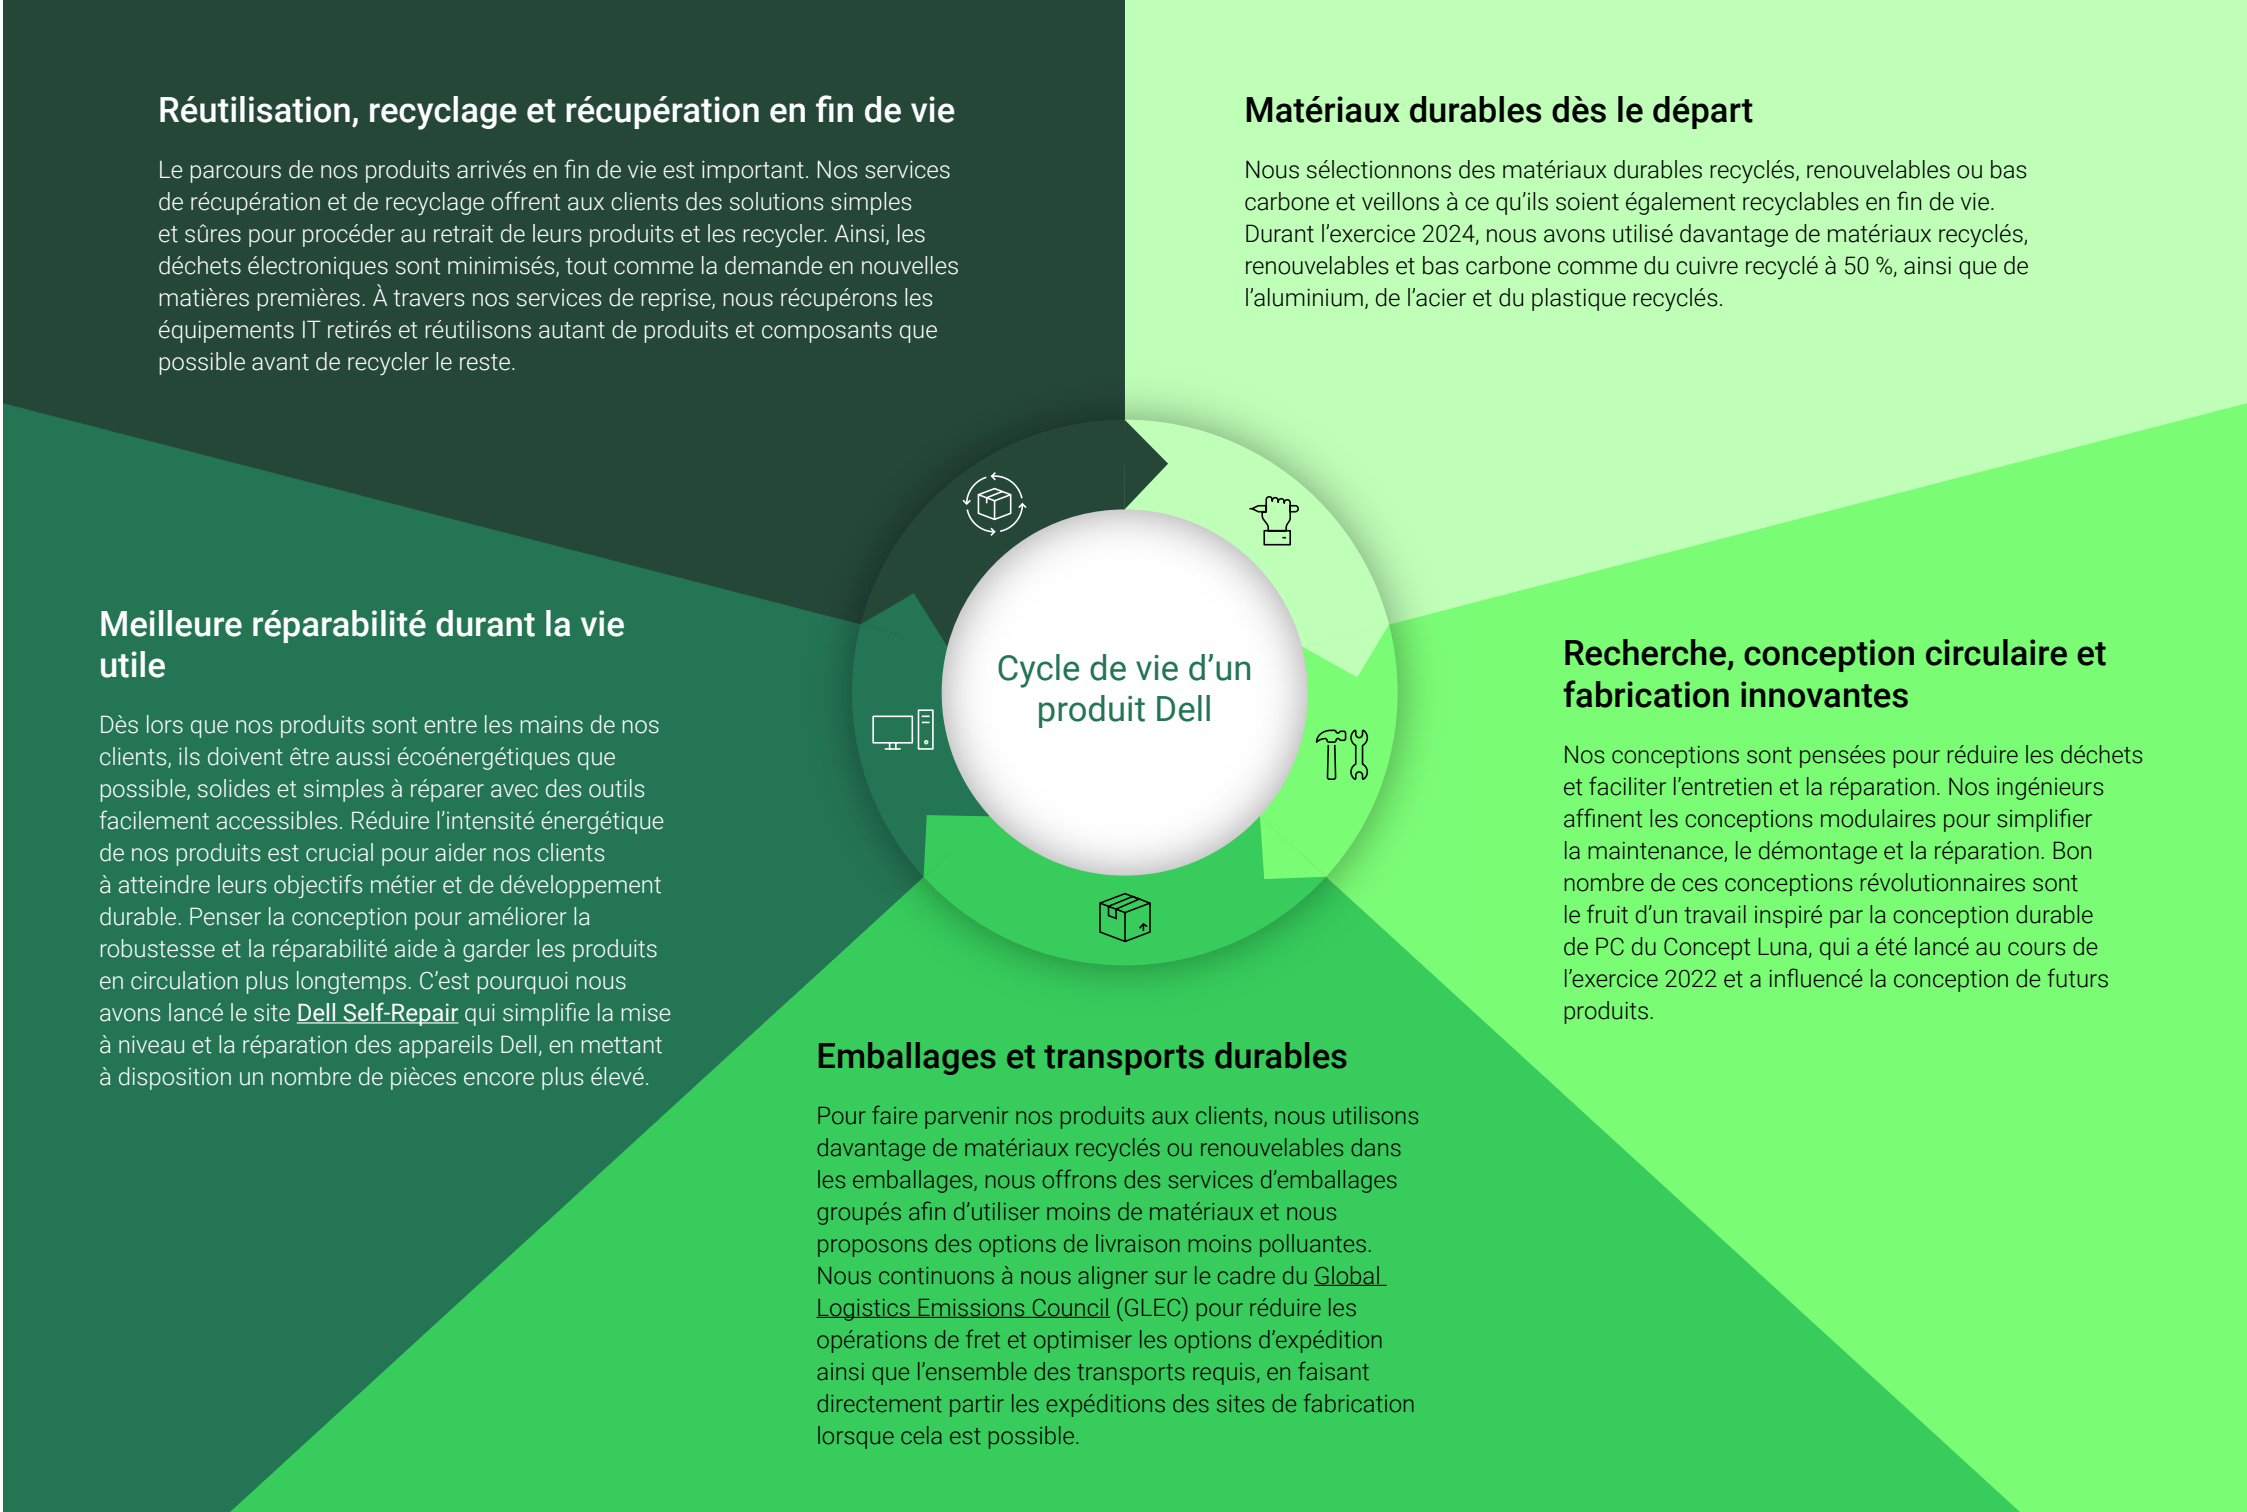 Réutilisation, recyclage et récupération en fin de vie
Le parcours de nos produits arrivés en fin de vie est important. Nos services
de récupération et de recyclage offrent aux clients des solutions simples
et sûres pour procéder au retrait de leurs produits et les recycler. Ainsi, les
déchets électroniques sont minimisés, tout comme la demande en nouvelles
matières premières. À travers nos services de reprise, nous récupérons les
équipements IT retirés et réutilisons autant de produits et composants que
possible avant de recycler le reste.
Matériaux durables dès le départ
Nous sélectionnons des matériaux durables recyclés, renouvelables ou bas
carbone et veillons à ce qu’ils soient également recyclables en fin de vie.
Durant l’exercice 2024, nous avons utilisé davantage de matériaux recyclés,
renouvelables et bas carbone comme du cuivre recyclé à 50 %, ainsi que de
l’aluminium, de l’acier et du plastique recyclés.
Meilleure réparabilité durant la vie
utile
Dès lors que nos produits sont entre les mains de nos
clients, ils doivent être aussi écoénergétiques que
possible, solides et simples à réparer avec des outils
facilement accessibles. Réduire l’intensité énergétique
de nos produits est crucial pour aider nos clients
à atteindre leurs objectifs métier et de développement
durable. Penser la conception pour améliorer la
robustesse et la réparabilité aide à garder les produits
en circulation plus longtemps. C’est pourquoi nous
avons lancé le site Dell Self-Repair qui simplifie la mise
à niveau et la réparation des appareils Dell, en mettant
à disposition un nombre de pièces encore plus élevé.
Cycle de vie d’un
produit Dell
Recherche, conception circulaire et
fabrication innovantes
Nos conceptions sont pensées pour réduire les déchets
et faciliter l’entretien et la réparation. Nos ingénieurs
affinent les conceptions modulaires pour simplifier
la maintenance, le démontage et la réparation. Bon
nombre de ces conceptions révolutionnaires sont
le fruit d’un travail inspiré par la conception durable
de PC du Concept Luna, qui a été lancé au cours de
l’exercice 2022 et a influencé la conception de futurs
produits.
Emballages et transports durables
Pour faire parvenir nos produits aux clients, nous utilisons
davantage de matériaux recyclés ou renouvelables dans
les emballages, nous offrons des services d’emballages
groupés afin d’utiliser moins de matériaux et nous
proposons des options de livraison moins polluantes.
Nous continuons à nous aligner sur le cadre du Global
Logistics Emissions Council (GLEC) pour réduire les
opérations de fret et optimiser les options d’expédition
ainsi que l’ensemble des transports requis, en faisant
directement partir les expéditions des sites de fabrication
lorsque cela est possible.